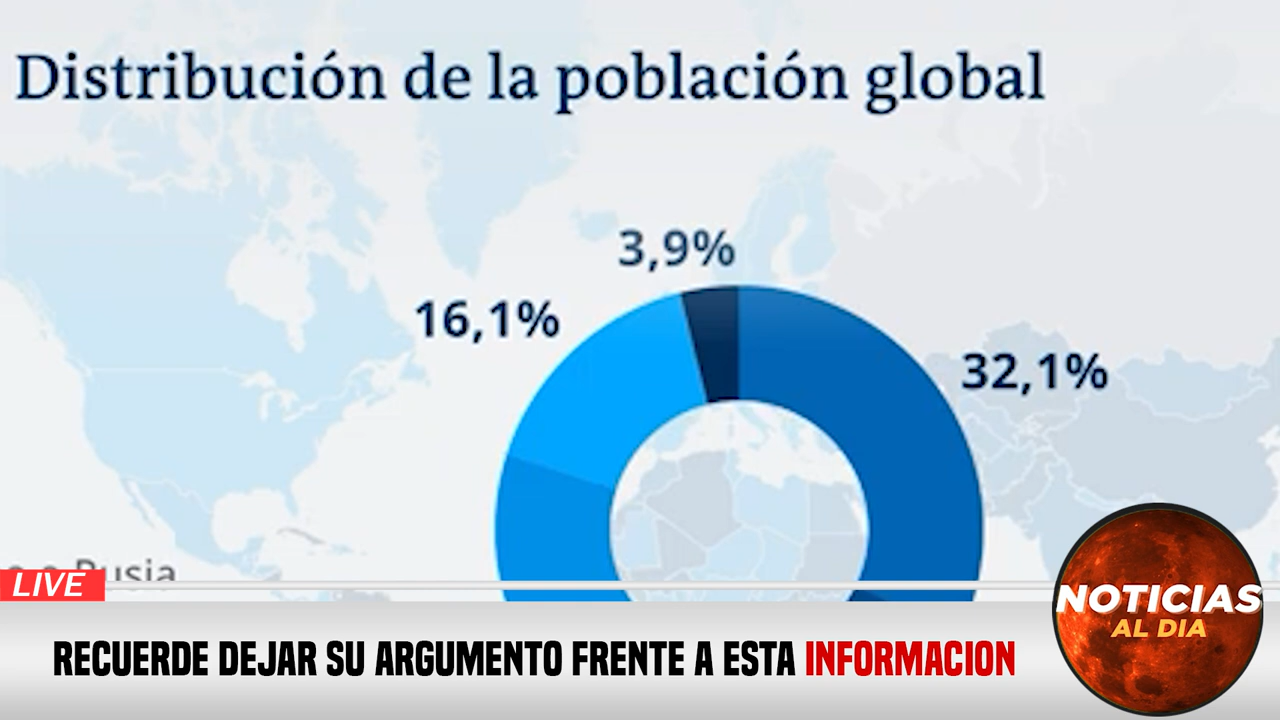 Distribución de la población global
3,9%
16,1%
32,1%
Rusia
LIVE
NOTICIAS
AL DIA
RECUERDE DEJAR SU ARGUMENTO FRENTE A ESTA INFORMACION